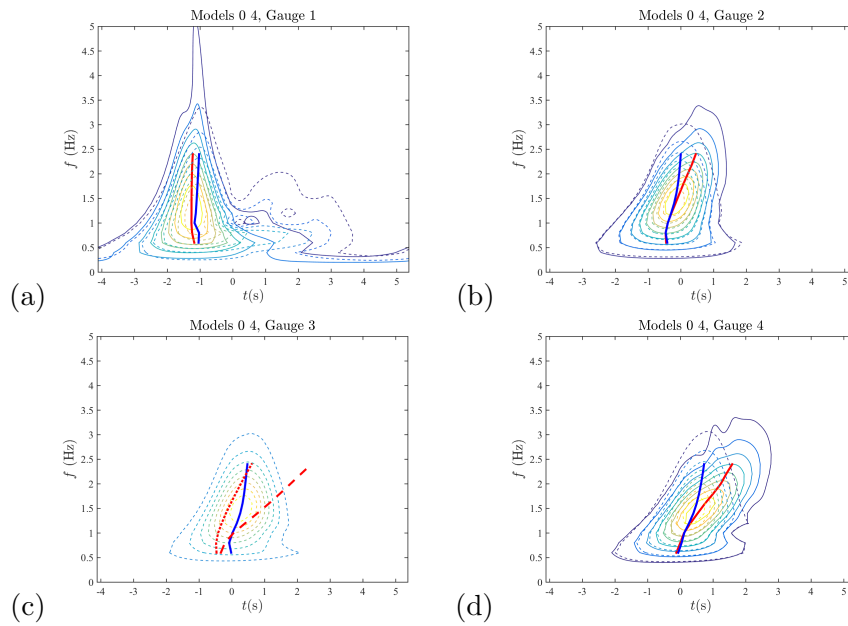 Models 0 4, Gauge 1
5
4.5
4
3.5
3
2.5
2
1.5
1
0.5
0
f (Hz)
-4 -3 -2 -1 0 1 2 3 4 5
t(s)
(a)
Models 0 4, Gauge 2
5
4.5
4
3.5
3
2.5
2
1.5
1
0.5
0
f (Hz)
-4 -3 -2 -1 0 1 2 3 4 5
t(s)
(b)
Models 0 4, Gauge 3
5
4.5
4
3.5
3
2.5
2
1.5
1
0.5
0
f (Hz)
-4 -3 -2 -1 0 1 2 3 4 5
t(s)
(c)
Models 0 4, Gauge 4
5
4.5
4
3.5
3
2.5
2
1.5
1
0.5
0
f (Hz)
-4 -3 -2 -1 0 1 2 3 4 5
t(s)
(d)